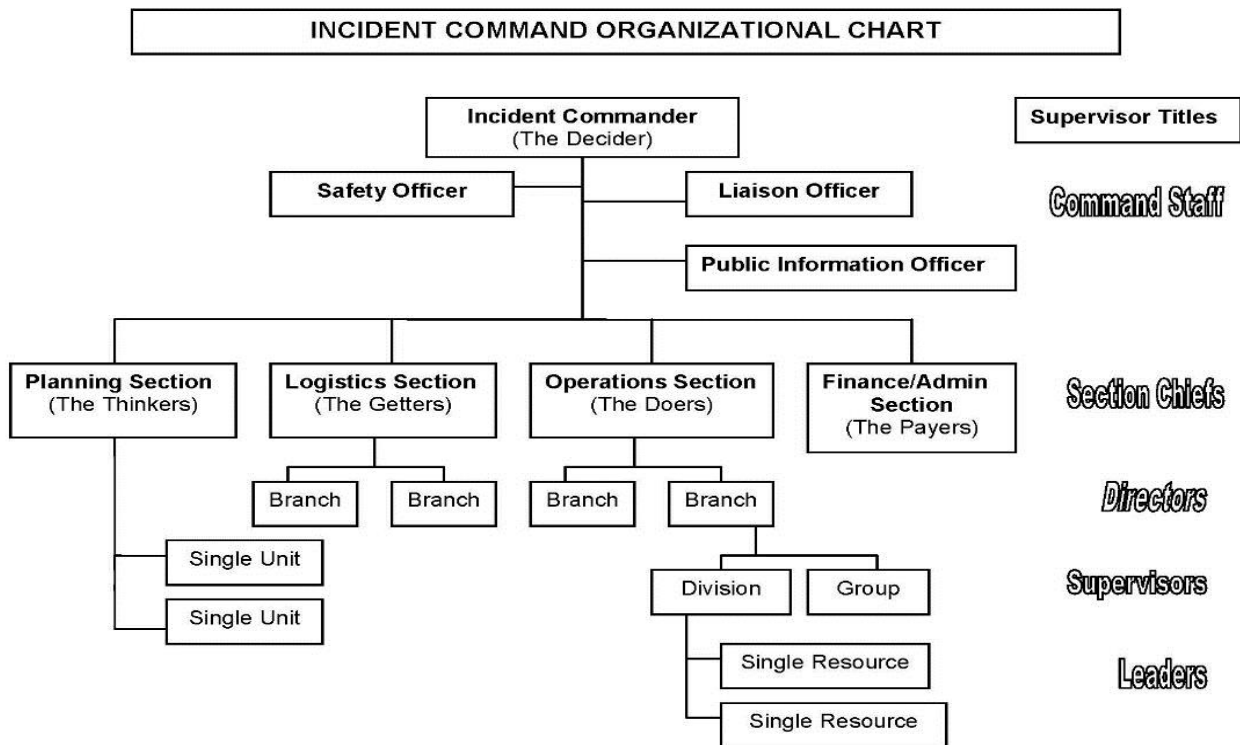 INCIDENT COMMAND ORGANIZATIONAL CHART
Incident Commander
(The Decider)
Supervisor Titles
Safety Officer
Liaison Officer
Command Staff
Public Information Officer
Planning Section
(The Thinkers)
Logistics Section
(The Getters)
Operations Section
(The Doers)
Finance/Admin
Section
(The Payers)
Section Chiefs
Branch
Branch
Branch
Branch
Directors
Single Unit
Single Unit
Division
Group
Supervisors
Single Resource
Single Resource
Leaders